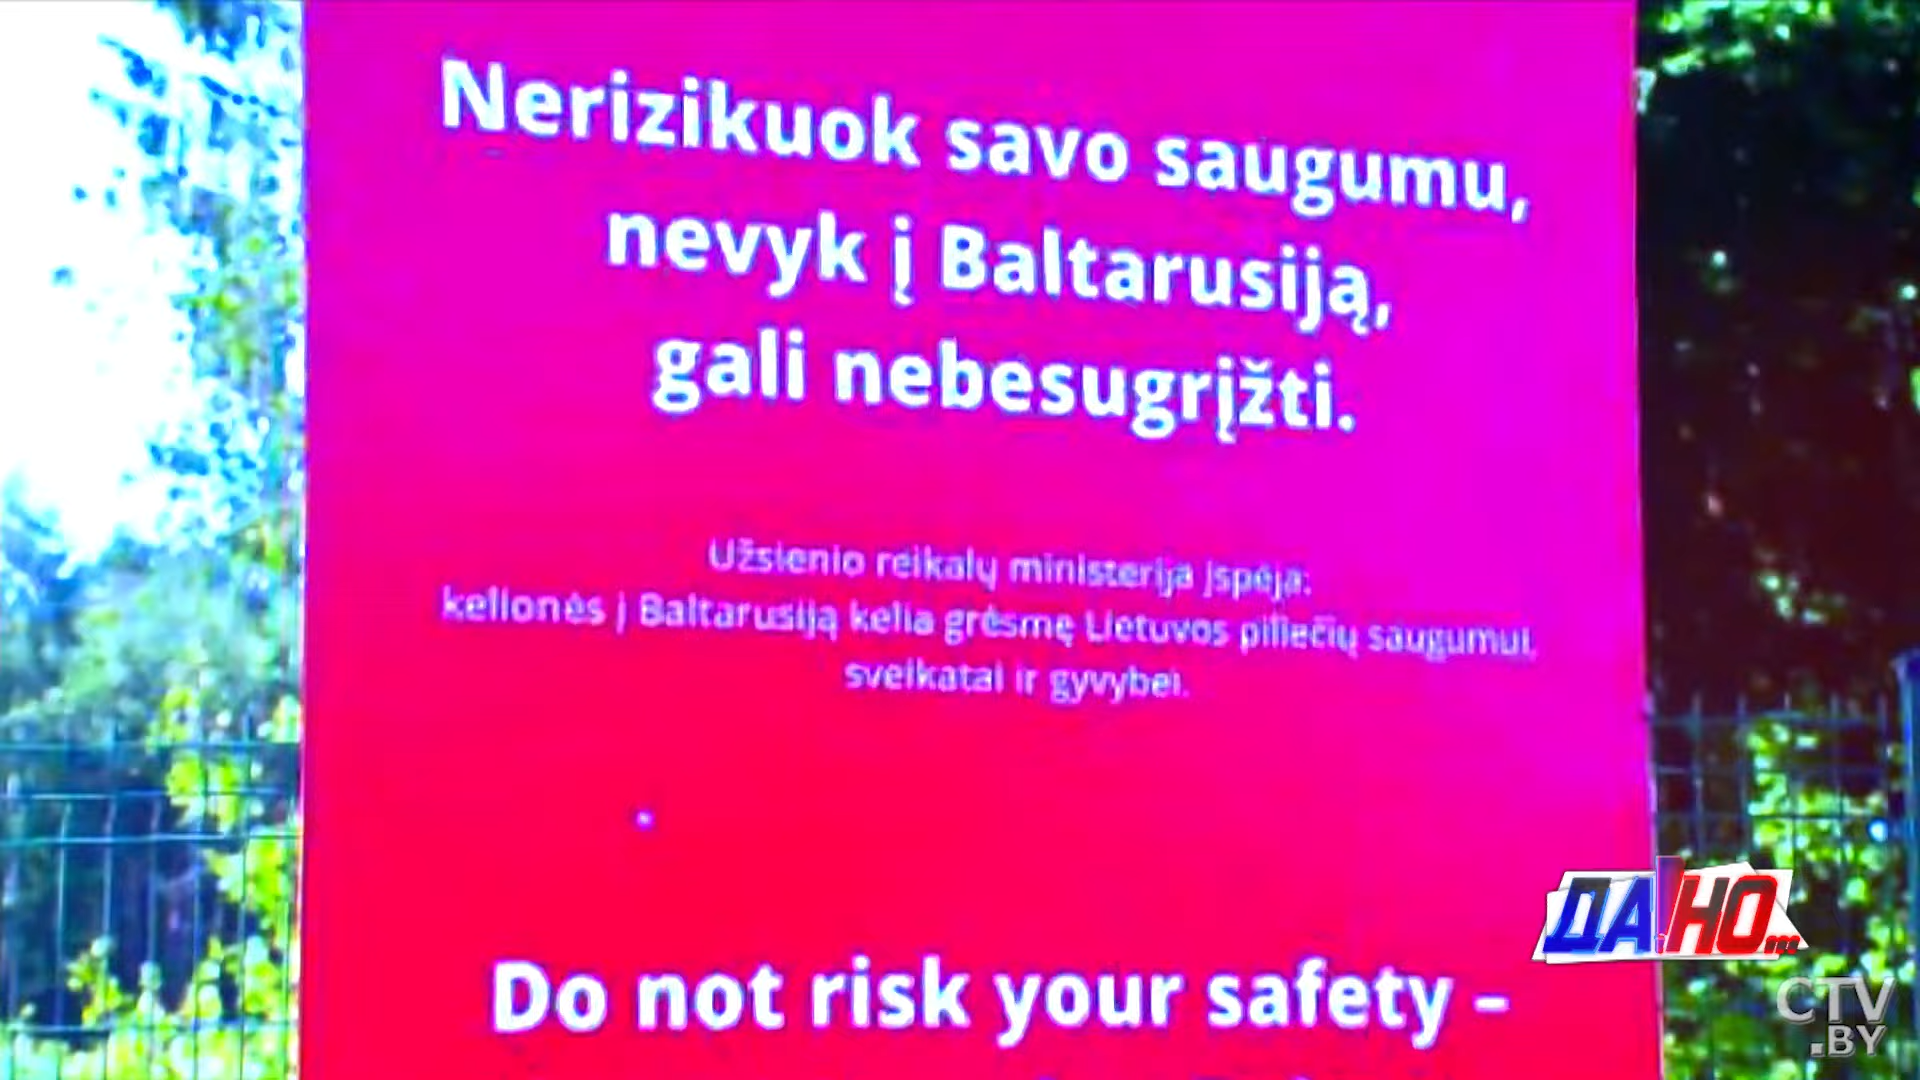 Nerizikuok savo saugumu,
nevyk į Baltarusiją,
gali nebesugrįžti.
Užsienio reikalų ministerija įspėja:
kelionės į Baltarusiją kelia grėsmę Lietuvos piliečių saugumui,
sveikatai ir gyvybei.
Do not risk your safety –
ДА!НО...
CTV
.BY